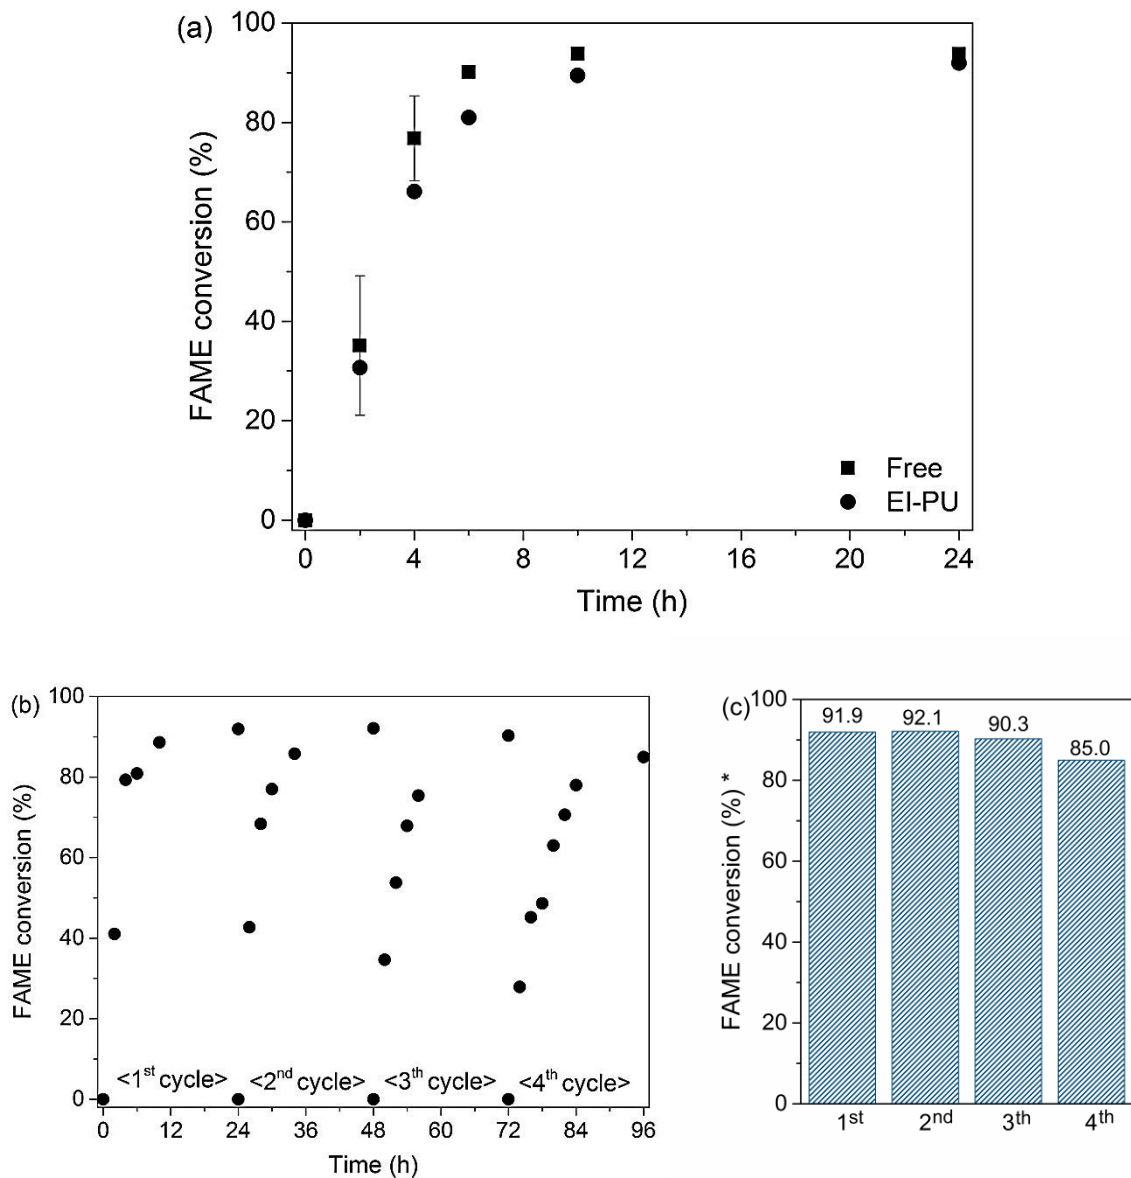 (a)
FAME conversion (%)
100
80
60
40
20
0
Free
EI-PU
0 4 8 12 16 20 24
Time (h)
(b)
FAME conversion (%)
100
80
60
40
20
0
<1st cycle> <2nd cycle> <3th cycle> <4th cycle>
0 12 24 36 48 60 72 84 96
Time (h)
(c)
FAME conversion (%) *
100
80
60
40
20
0
91.9 92.1 90.3 85.0
1st 2nd 3th 4th